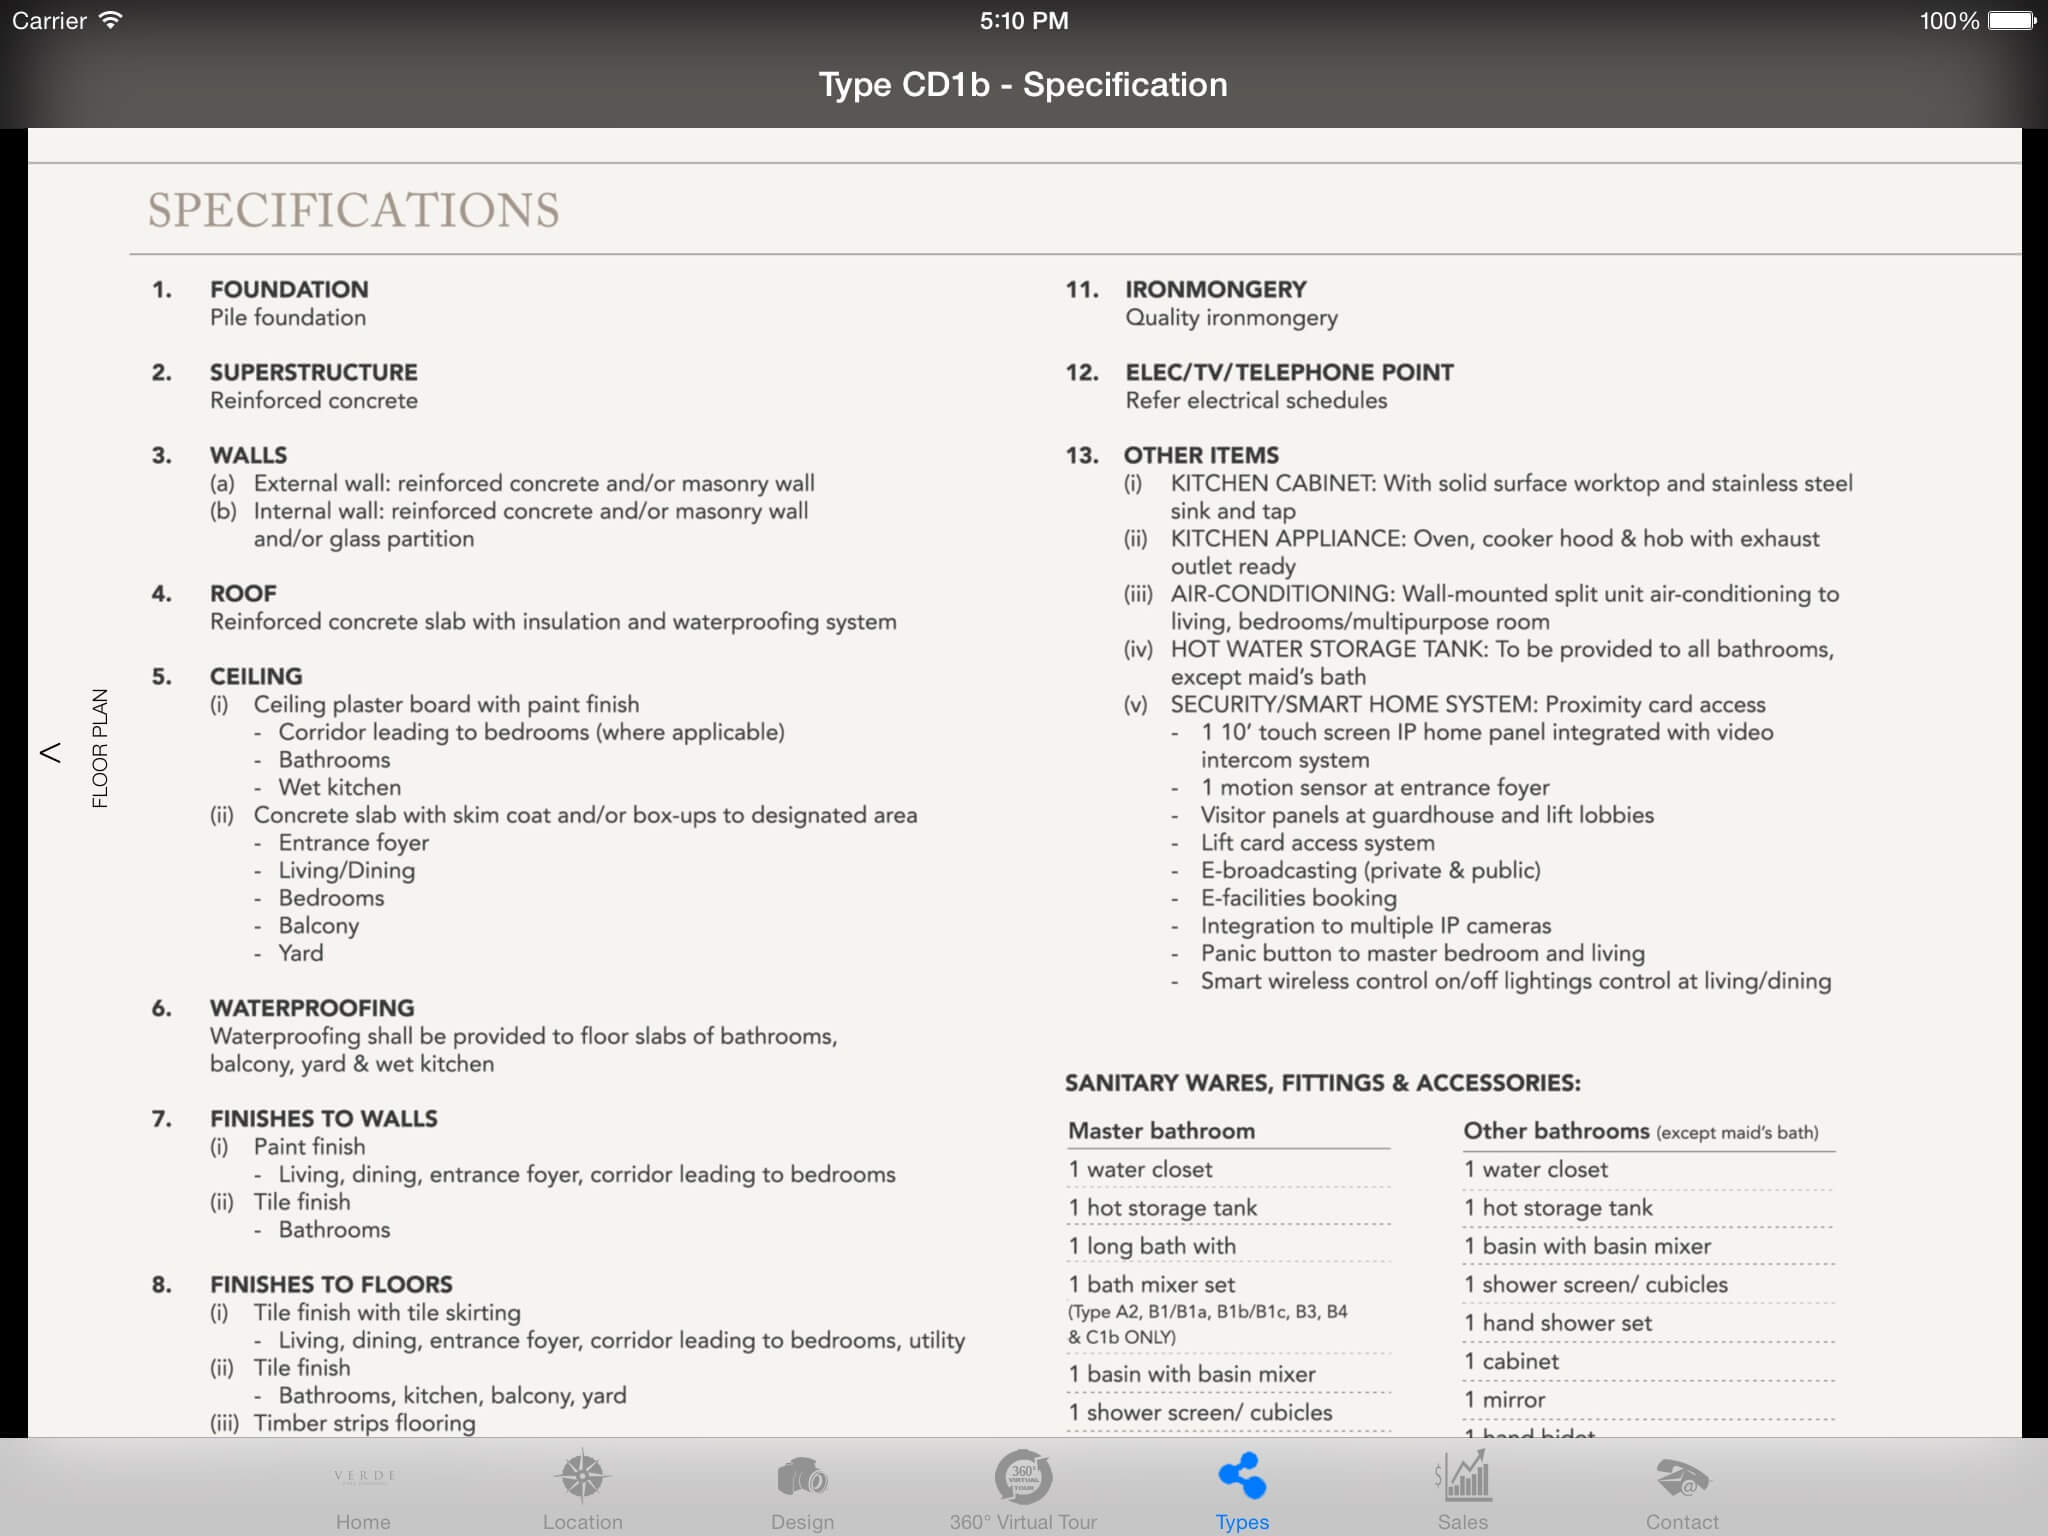 Carrier
5:10 PM
100%
Type CD1b - Specification
SPECIFICATIONS
1. FOUNDATION
Pile foundation
2. SUPERSTRUCTURE
Reinforced concrete
3. WALLS
(a) External wall: reinforced concrete and/or masonry wall
(b) Internal wall: reinforced concrete and/or masonry wall
and/or glass partition
4. ROOF
Reinforced concrete slab with insulation and waterproofing system
5. CEILING
(i) Ceiling plaster board with paint finish
- Corridor leading to bedrooms (where applicable)
- Bathrooms
- Wet kitchen
(ii) Concrete slab with skim coat and/or box-ups to designated area
- Entrance foyer
- Living/Dining
- Bedrooms
- Balcony
- Yard
6. WATERPROOFING
Waterproofing shall be provided to floor slabs of bathrooms,
balcony, yard & wet kitchen
7. FINISHES TO WALLS
(i) Paint finish
- Living, dining, entrance foyer, corridor leading to bedrooms
(ii) Tile finish
- Bathrooms
8. FINISHES TO FLOORS
(i) Tile finish with tile skirting
- Living, dining, entrance foyer, corridor leading to bedrooms, utility
(ii) Tile finish
- Bathrooms, kitchen, balcony, yard
(iii) Timber strips flooring
11. IRONMONGERY
Quality ironmongery
12. ELEC/TV/TELEPHONE POINT
Refer electrical schedules
13. OTHER ITEMS
(i) KITCHEN CABINET: With solid surface worktop and stainless steel
sink and tap
(ii) KITCHEN APPLIANCE: Oven, cooker hood & hob with exhaust
outlet ready
(iii) AIR-CONDITIONING: Wall-mounted split unit air-conditioning to
living, bedrooms/multipurpose room
(iv) HOT WATER STORAGE TANK: To be provided to all bathrooms,
except maid's bath
(v) SECURITY/SMART HOME SYSTEM: Proximity card access
- 1 10' touch screen IP home panel integrated with video
intercom system
- 1 motion sensor at entrance foyer
- Visitor panels at guardhouse and lift lobbies
- Lift card access system
- E-broadcasting (private & public)
- E-facilities booking
- Integration to multiple IP cameras
- Panic button to master bedroom and living
- Smart wireless control on/off lightings control at living/dining
SANITARY WARES, FITTINGS & ACCESSORIES:
Master bathroom
1 water closet
1 hot storage tank
1 long bath with
1 bath mixer set
(Type A2, B1/B1a, B1b/B1c, B3, B4
& C1b ONLY)
1 basin with basin mixer
1 shower screen/ cubicles
Other bathrooms (except maid's bath)
1 water closet
1 hot storage tank
1 basin with basin mixer
1 shower screen/ cubicles
1 hand shower set
1 cabinet
1 mirror
1 hand bidet
< FLOOR PLAN
VERDE
360°
VIRTUAL
TOUR
$
@
Home
Location
Design
360° Virtual Tour
Types
Sales
Contact